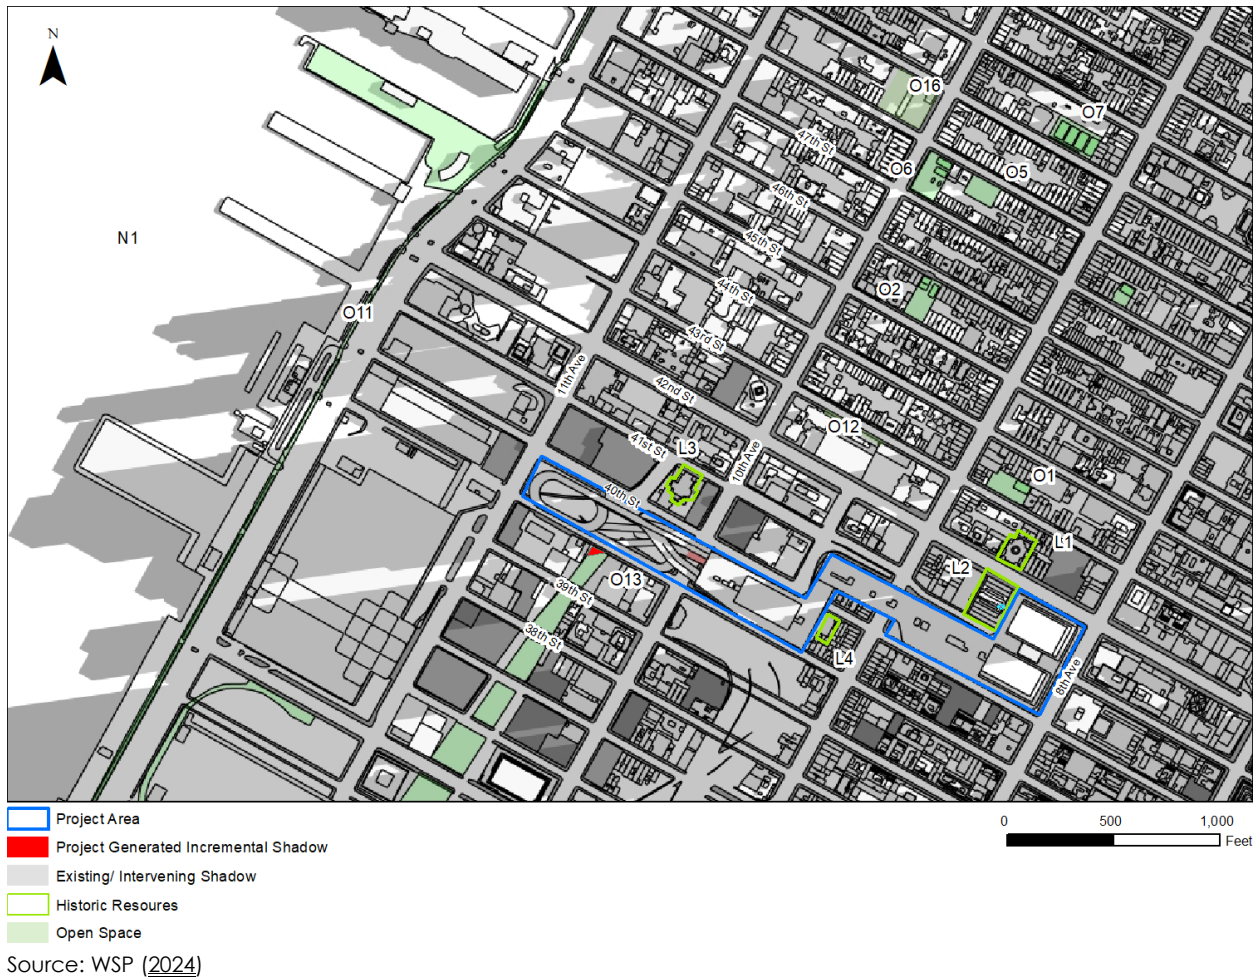 N
O16
O7
47th St
O6
O5
46th St
N1
45th St
44th St
O2
O11
43rd St
11th Ave
42nd St
O12
41st St
L3
10th Ave
O1
40th St
L1
L2
O13
39th St
38th St
L4
8th Ave
Project Area
0 500 1,000
Feet
Project Generated Incremental Shadow
Existing/ Intervening Shadow
Historic Resoures
Open Space
Source: WSP (2024)